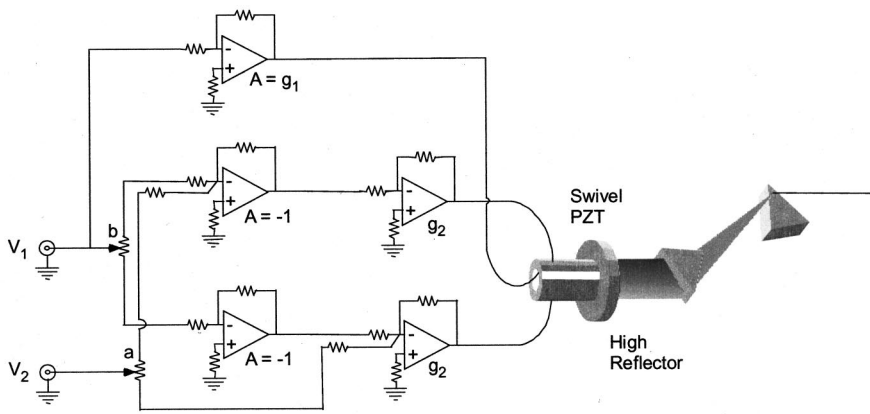 A = g1
b
A = -1
g2
Swivel
PZT
V1
A = -1
a
g2
High
Reflector
V2